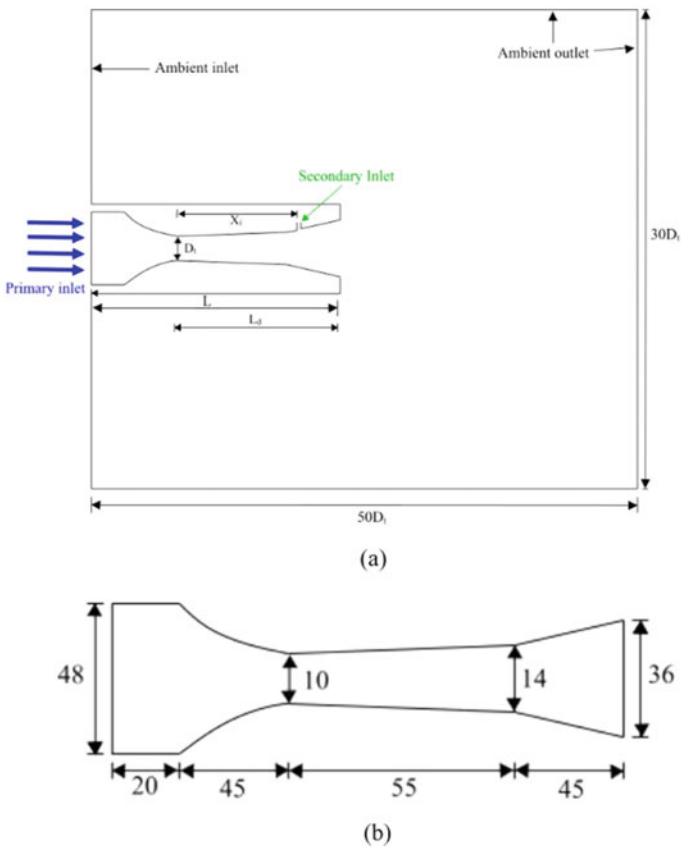 Ambient inlet
Ambient outlet
Secondary Inlet
Xᵢ
Dₜ
30Dₜ
Primary inlet
L
L_d
50Dₜ
(a)
48
10
14
36
20
45
55
45
(b)